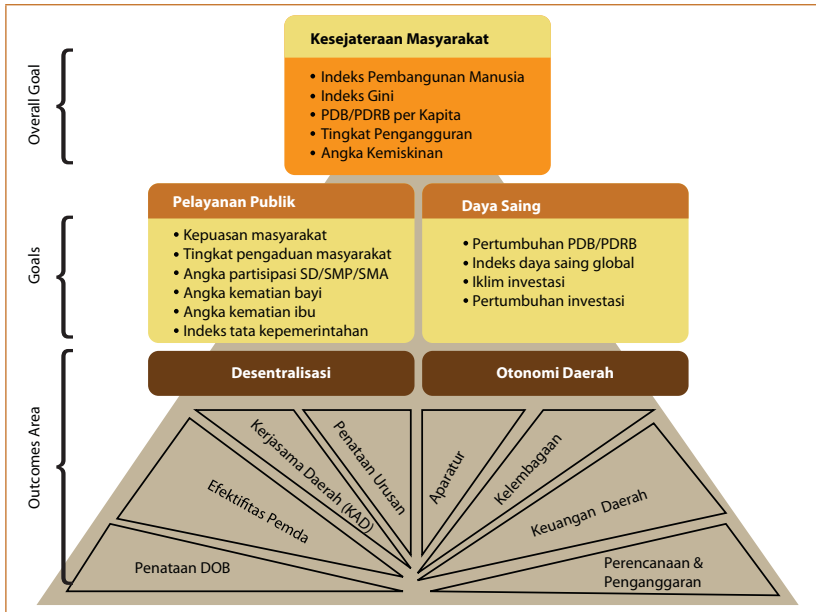 Overall Goal
Kesejateraan Masyarakat
• Indeks Pembangunan Manusia
• Indeks Gini
• PDB/PDRB per Kapita
• Tingkat Pengangguran
• Angka Kemiskinan
Goals
Pelayanan Publik
• Kepuasan masyarakat
• Tingkat pengaduan masyarakat
• Angka partisipasi SD/SMP/SMA
• Angka kematian bayi
• Angka kematian ibu
• Indeks tata kepemerintahan
Daya Saing
• Pertumbuhan PDB/PDRB
• Indeks daya saing global
• Iklim investasi
• Pertumbuhan investasi
Outcomes Area
Desentralisasi
Otonomi Daerah
Penataan DOB
Efektifitas Pemda
Kerjasama Daerah (KAD)
Penataan Urusan
Aparatur
Kelembagaan
Keuangan Daerah
Perencanaan &
Penganggaran